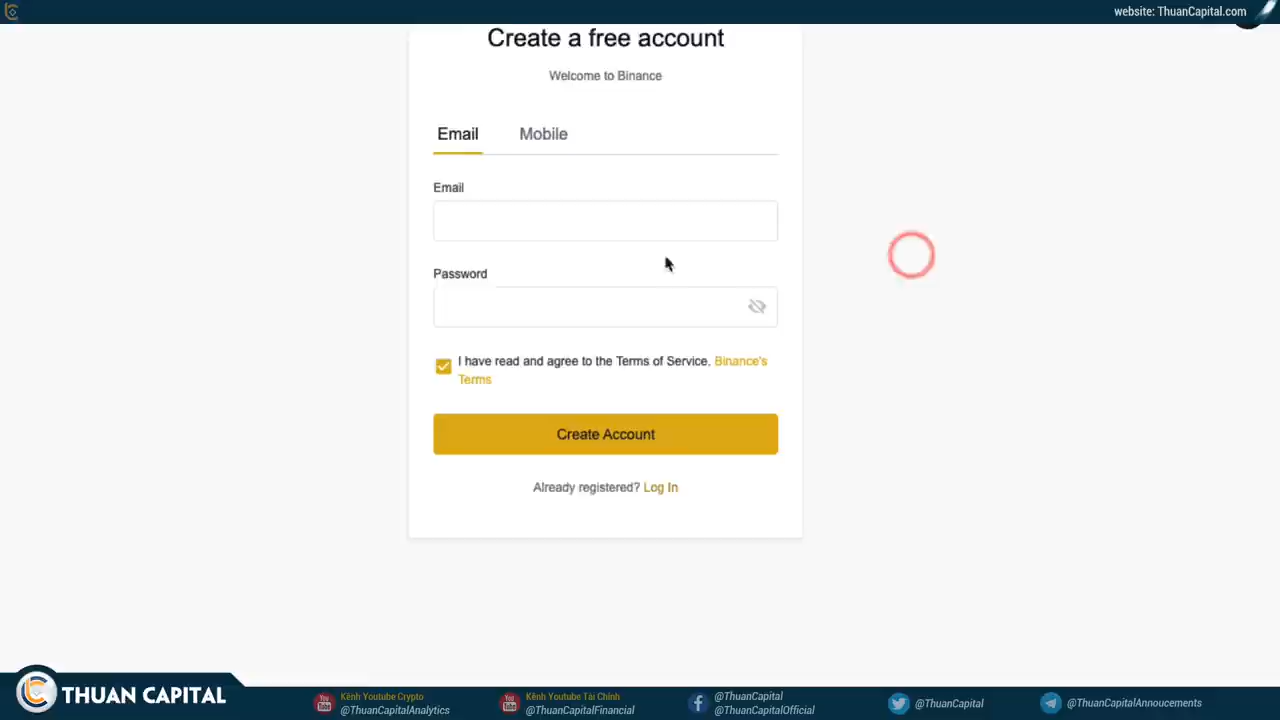 website: ThuanCapital.com
Create a free account
Welcome to Binance
Email
Mobile
Email
Password
I have read and agree to the Terms of Service. Binance's
Terms
Create Account
Already registered? Log In
THUAN CAPITAL
Kênh Youtube Crypto
@ThuanCapitalAnalytics
Kênh Youtube Tài Chính
@ThuanCapitalFinancial
@ThuanCapital
@ThuanCapitalOfficial
@ThuanCapital
@ThuanCapitalAnnoucements